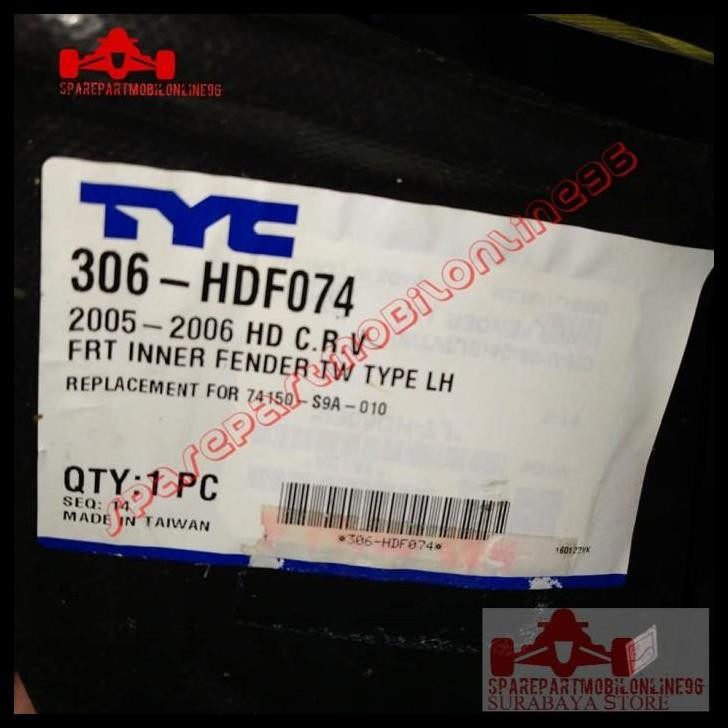 SPAREPARTMOBILONLINE96
TYC
306-HDF074
2005-2006 HD C.R.V
FRT INNER FENDER TW TYPE LH
REPLACEMENT FOR 74150-S9A-010
QTY:1 PC
SEQ: 14
MADE IN TAIWAN
*306-HDF074*
sparepartmobilonline96
SPAREPARTMOBILONLINE96
SURABAYA STORE